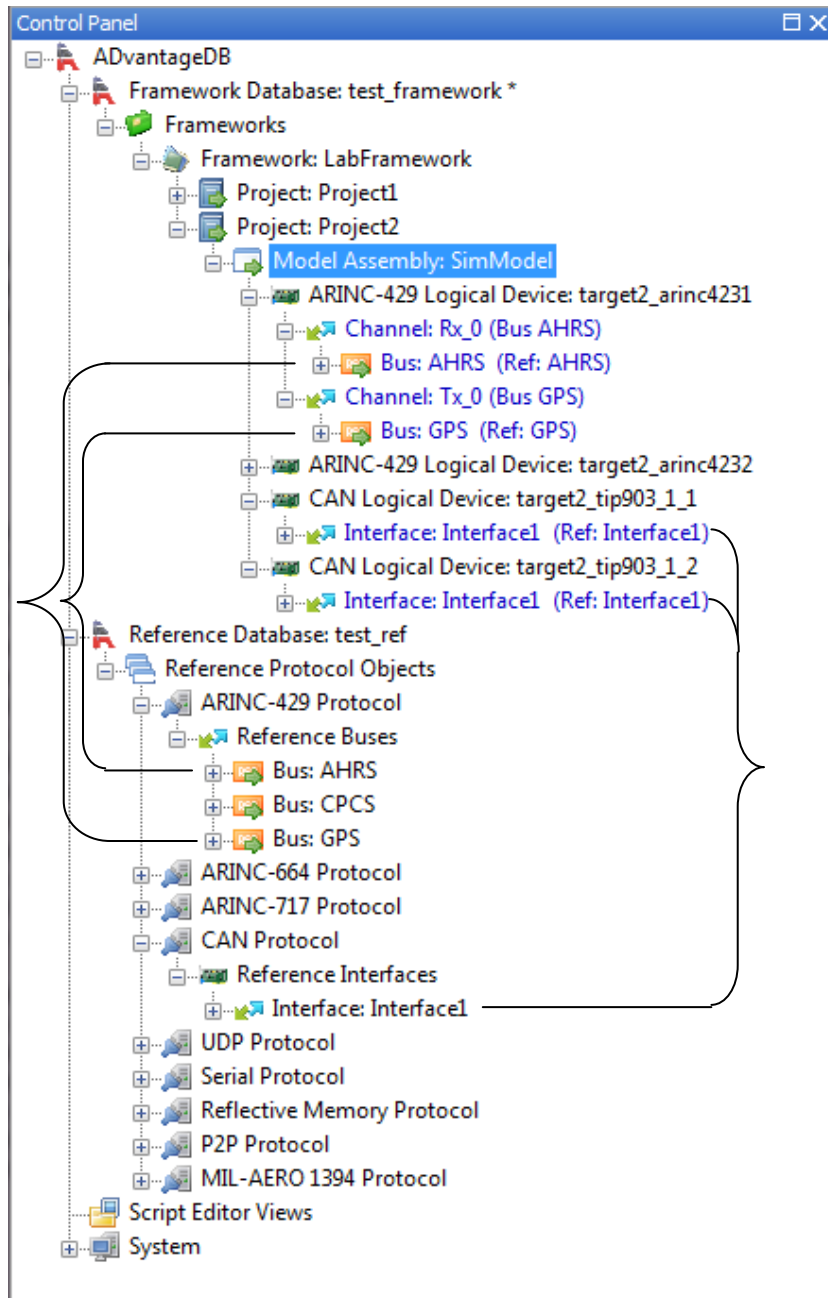 Control Panel
ADvantageDB
Framework Database: test_framework *
Frameworks
Framework: LabFramework
Project: Project1
Project: Project2
Model Assembly: SimModel
ARINC-429 Logical Device: target2_arinc4231
Channel: Rx_0 (Bus AHRS)
Bus: AHRS (Ref: AHRS)
Channel: Tx_0 (Bus GPS)
Bus: GPS (Ref: GPS)
ARINC-429 Logical Device: target2_arinc4232
CAN Logical Device: target2_tip903_1_1
Interface: Interface1 (Ref: Interface1)
CAN Logical Device: target2_tip903_1_2
Interface: Interface1 (Ref: Interface1)
Reference Database: test_ref
Reference Protocol Objects
ARINC-429 Protocol
Reference Buses
Bus: AHRS
Bus: CPCS
Bus: GPS
ARINC-664 Protocol
ARINC-717 Protocol
CAN Protocol
Reference Interfaces
Interface: Interface1
UDP Protocol
Serial Protocol
Reflective Memory Protocol
P2P Protocol
MIL-AERO 1394 Protocol
Script Editor Views
System